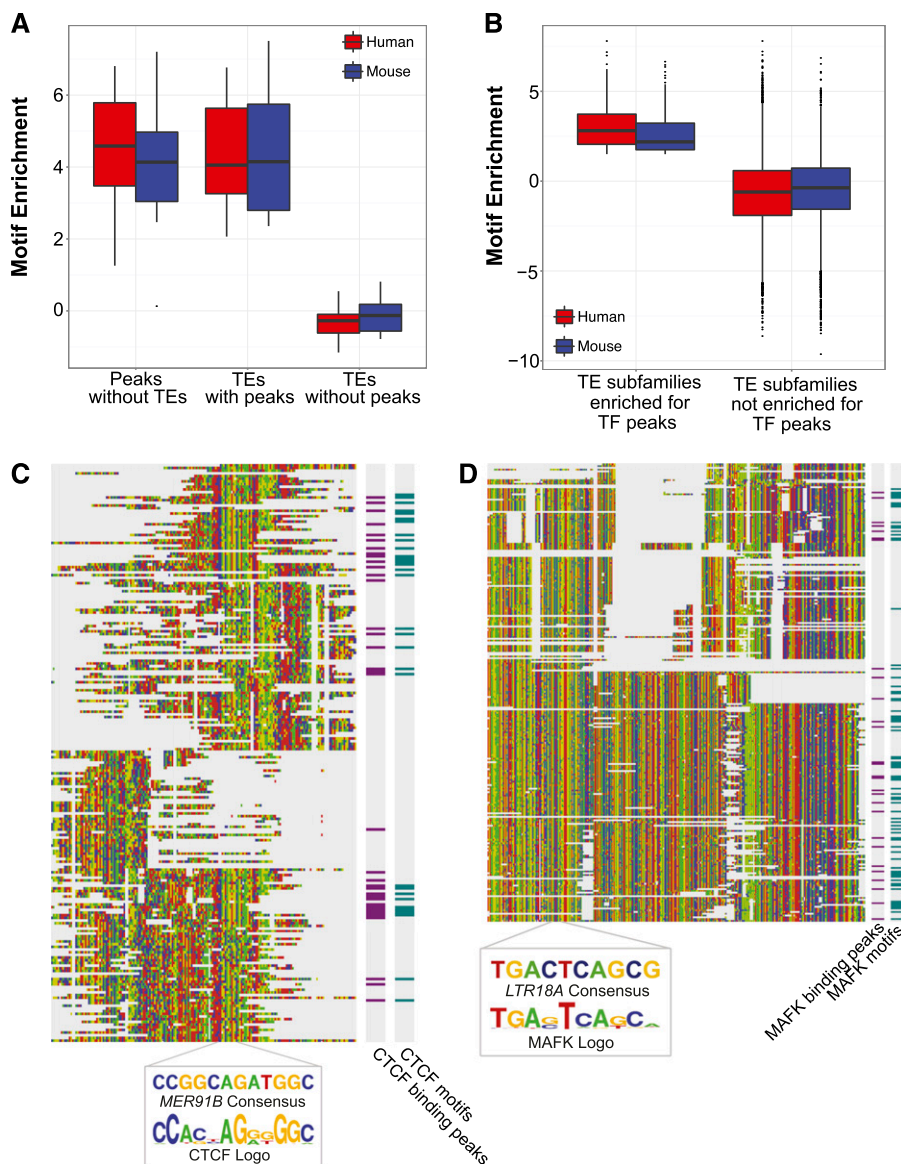 A
Motif Enrichment
6
4
2
0
Human
Mouse
Peaks
without TEs
TEs
with peaks
TEs
without peaks
B
Motif Enrichment
5
0
−5
−10
Human
Mouse
TE subfamilies
enriched for
TF peaks
TE subfamilies
not enriched for
TF peaks
C
CCGGCAGATGGC
MER91B Consensus
CTCF Logo
CTCF binding peaks
CTCF motifs
D
TGACTCAGCG
LTR18A Consensus
MAFK Logo
MAFK binding peaks
MAFK motifs